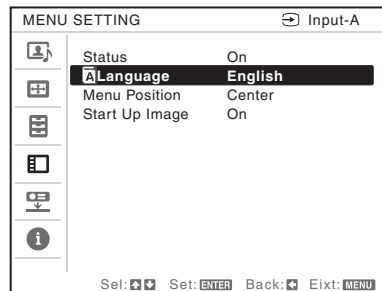 MENU SETTING Input-A
Status On
A Language English
Menu Position Center
Start Up Image On
Sel: Set: ENTER Back: Eixt: MENU